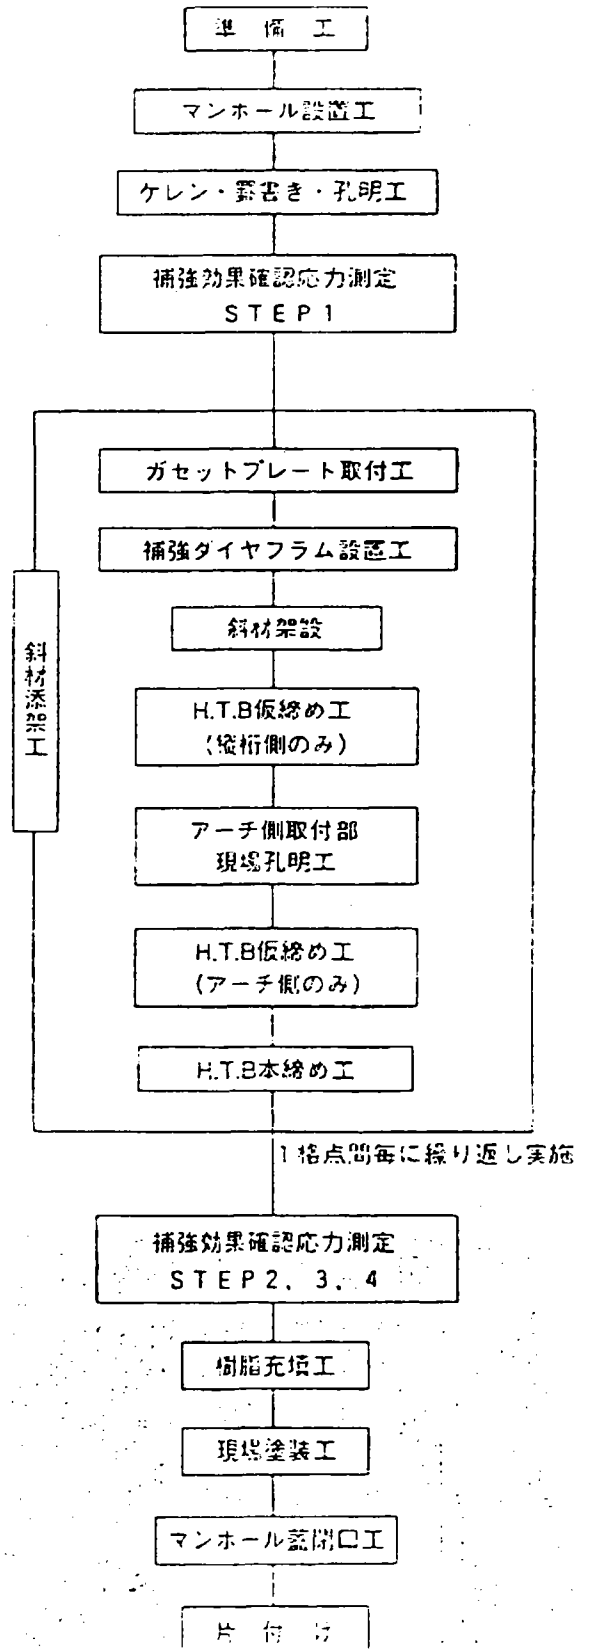 準備工
マンホール設置工
ケレン・罫書き・孔明工
補強効果確認応力測定
STEP1
ガセットプレート取付工
補強ダイヤフラム設置工
斜材添架工
斜材架設
H.T.B仮締め工
(縦桁側のみ)
アーチ側取付部
現場孔明工
H.T.B仮締め工
(アーチ側のみ)
H.T.B本締め工
1格点間毎に繰り返し実施
補強効果確認応力測定
STEP2.3.4
樹脂充填工
現場塗装工
マンホール蓋閉口工
片付け